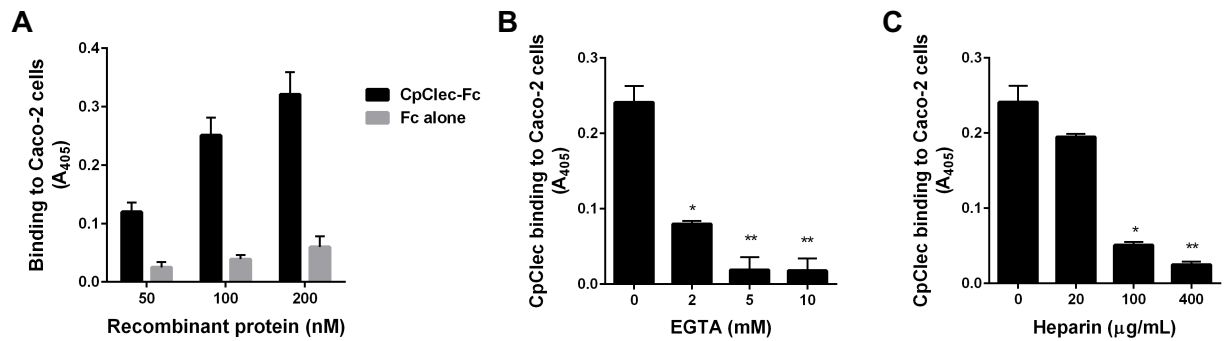 A
Binding to Caco-2 cells
(A405)
0.4
0.3
0.2
0.1
0.0
50 100 200
Recombinant protein (nM)
CpClec-Fc
Fc alone
B
CpClec binding to Caco-2 cells
(A405)
0.3
0.2
0.1
0.0
*
**
**
0 2 5 10
EGTA (mM)
C
CpClec binding to Caco-2 cells
(A405)
0.3
0.2
0.1
0.0
*
**
0 20 100 400
Heparin (μg/mL)